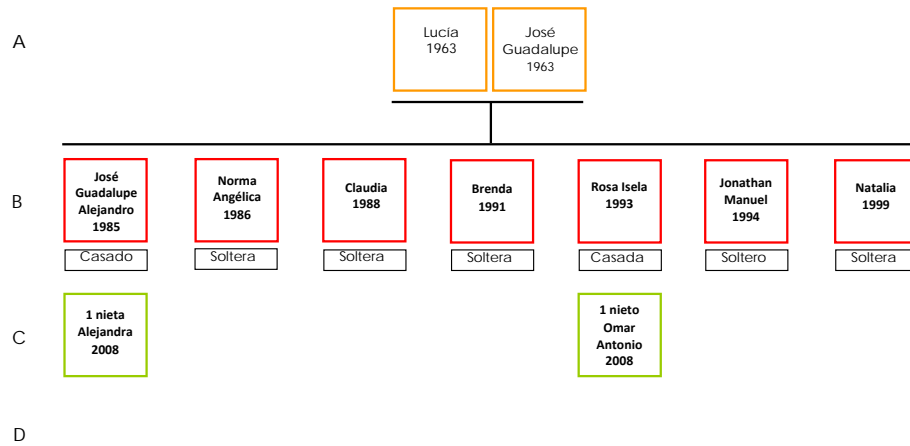 A
Lucía
1963
José
Guadalupe
1963
B
José
Guadalupe
Alejandro
1985
Norma
Angélica
1986
Claudia
1988
Brenda
1991
Rosa Isela
1993
Jonathan
Manuel
1994
Natalia
1999
Casado
Soltera
Soltera
Soltera
Casada
Soltero
Soltera
C
1 nieta
Alejandra
2008
1 nieto
Omar
Antonio
2008
D